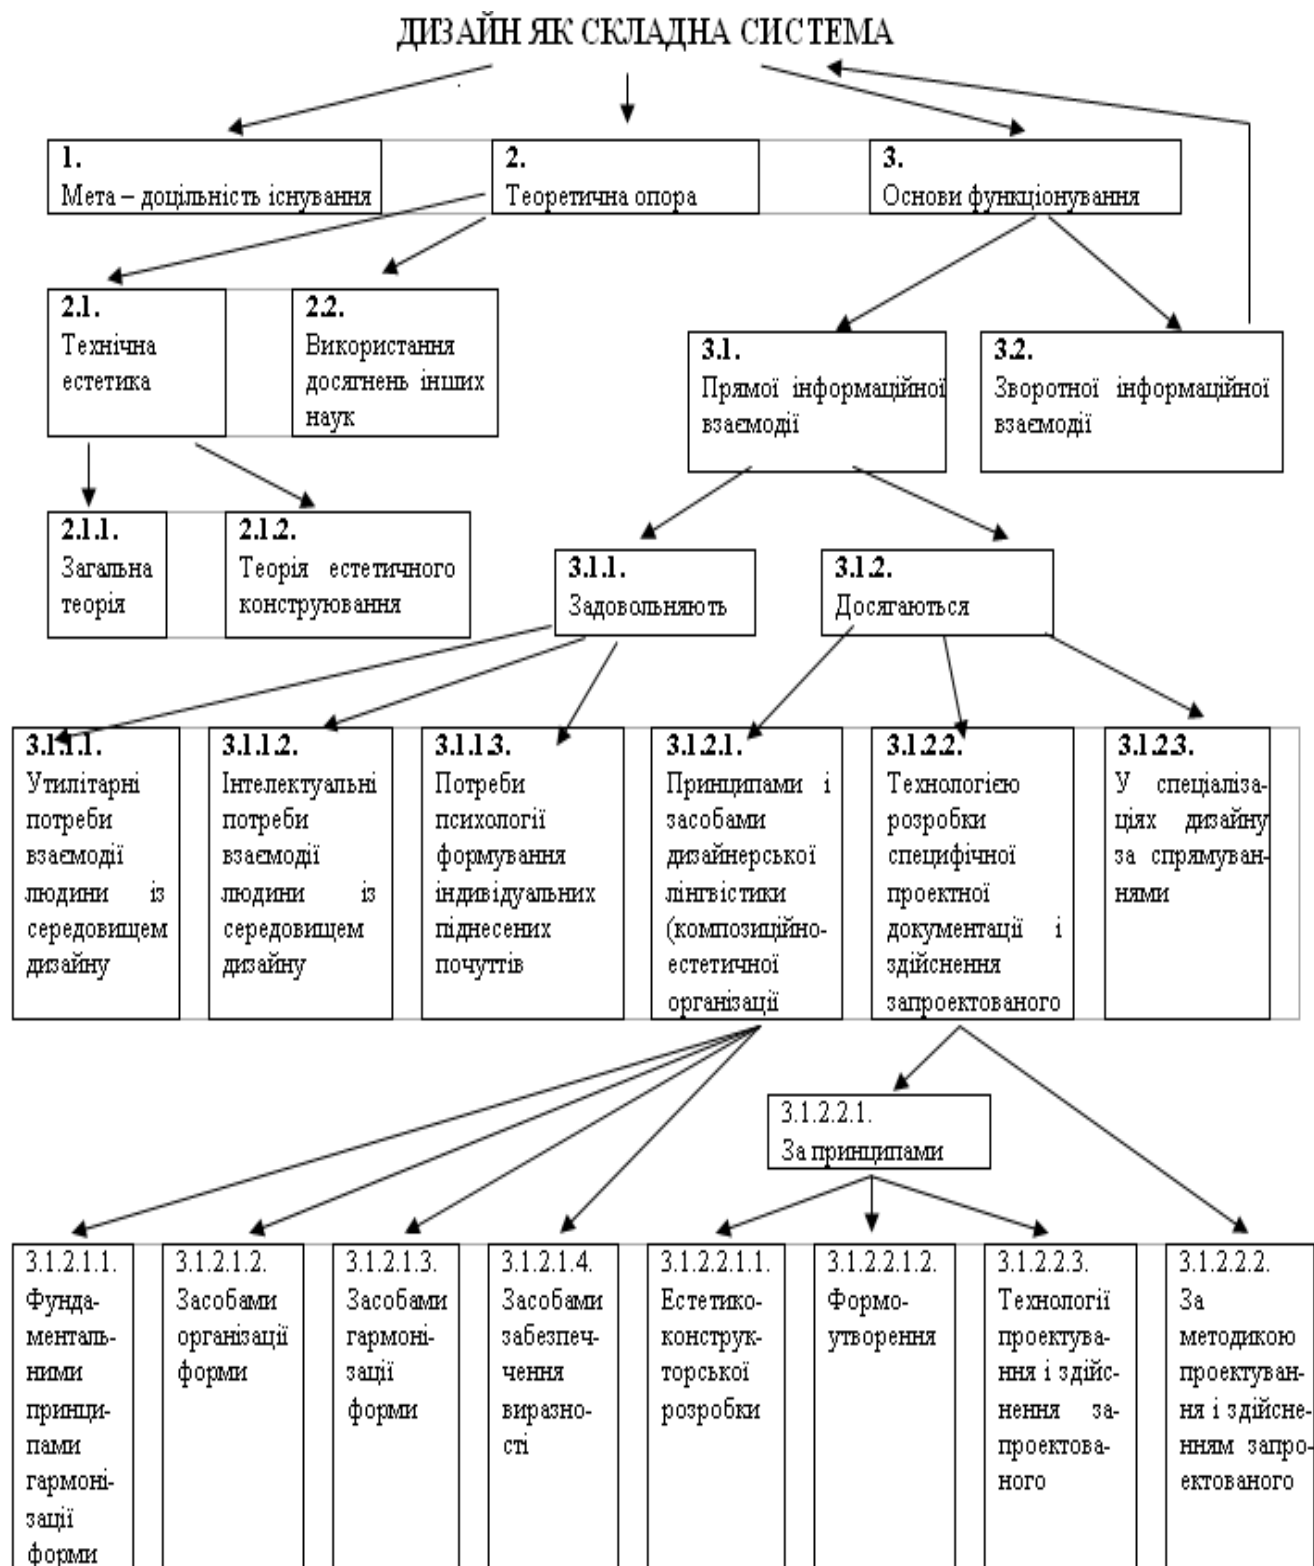 ДИЗАЙН ЯК СКЛАДНА СИСТЕМА
1.
Мета – доцільність існування
2.
Теоретична опора
3.
Основи функціонування
2.1.
Технічна
естетика
2.2.
Використання
досягнень інших
наук
3.1.
Прямої інформаційної
взаємодії
3.2.
Зворотної інформаційної
взаємодії
2.1.1.
Загальна
теорія
2.1.2.
Теорія естетичного
конструювання
3.1.1.
Задовольняють
3.1.2.
Досягаються
3.1.1.1.
Утилітарні
потреби
взаємодії
людини із
середовищем
дизайну
3.1.1.2.
Інтелектуальні
потреби
взаємодії
людини із
середовищем
дизайну
3.1.1.3.
Потреби
психології
формування
індивідуальних
піднесених
почуттів
3.1.2.1.
Принципами і
засобами
дизайнерської
лінгвістики
(композиційно-
естетичної
організації
3.1.2.2.
Технологією
розробки
специфічної
проектної
документації і
здійснення
запроектованого
3.1.2.3.
У спеціаліза-
ціях дизайну
за спрямуван-
нями
3.1.2.2.1.
За принципами
3.1.2.1.1.
Фунда-
менталь-
ними
принци-
пами
гармоні-
зації
форми
3.1.2.1.2.
Засобами
організації
форми
3.1.2.1.3.
Засобами
гармоні-
зації
форми
3.1.2.1.4.
Засобами
забезпеч-
чення
виразно-
сті
3.1.2.2.1.1.
Естетико-
конструк-
торської
розробки
3.1.2.2.1.2.
Формо-
утворення
3.1.2.2.3.
Технології
проектува-
ння і здійс-
нення за-
проектова-
ного
3.1.2.2.2.
За
методикою
проектуван-
ня і здійсне-
нням запро-
ектованого